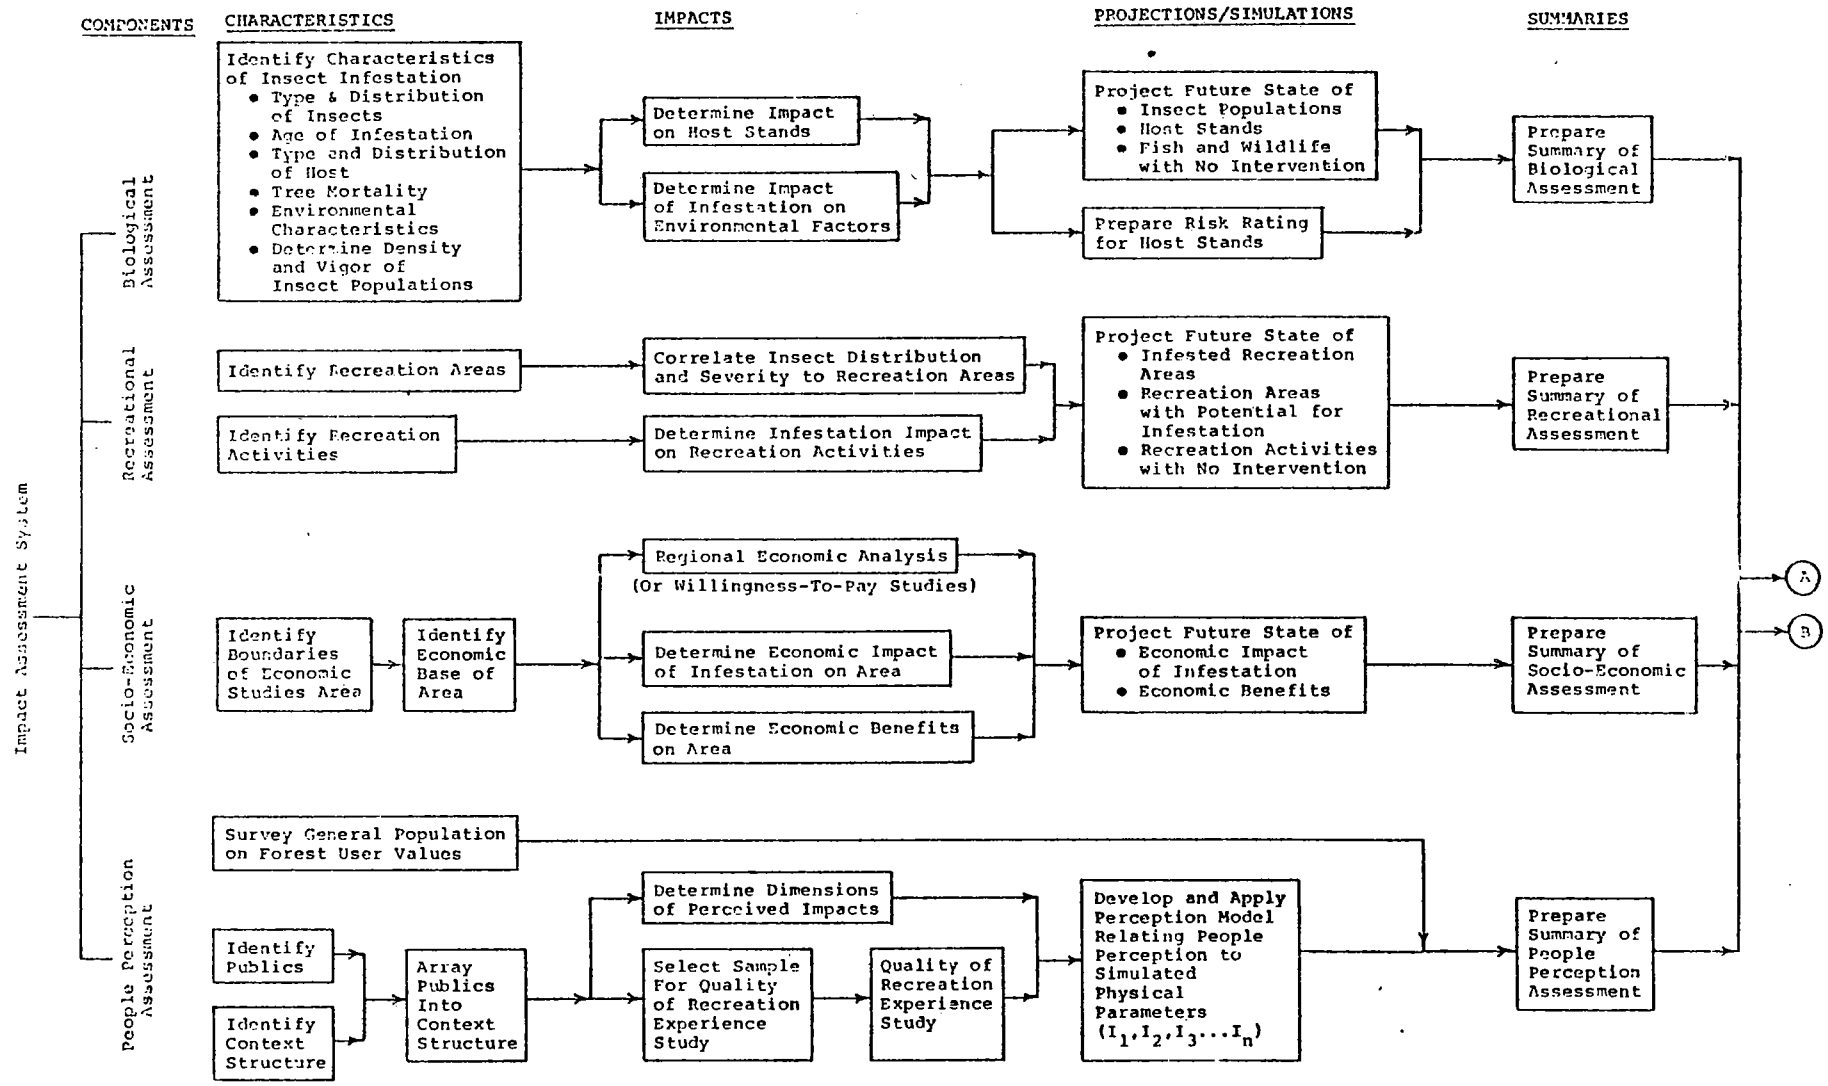 COMPONENTS
CHARACTERISTICS
IMPACTS
PROJECTIONS/SIMULATIONS
SUMMARIES
Impact Assessment System
Biological
Assessment
Identify Characteristics
of Insect Infestation
• Type & Distribution
of Insects
• Age of Infestation
• Type and Distribution
of Host
• Tree Mortality
• Environmental
Characteristics
• Determine Density
and Vigor of
Insect Populations
Determine Impact
on Host Stands
Determine Impact
of Infestation on
Environmental Factors
Project Future State of
• Insect Populations
• Host Stands
• Fish and Wildlife
with No Intervention
Prepare Risk Rating
for Host Stands
Prepare
Summary of
Biological
Assessment
Recreational
Assessment
Identify Recreation Areas
Identify Recreation
Activities
Correlate Insect Distribution
and Severity to Recreation Areas
Determine Infestation Impact
on Recreation Activities
Project Future State of
• Infested Recreation
Areas
• Recreation Areas
with Potential for
Infestation
• Recreation Activities
with No Intervention
Prepare
Summary of
Recreational
Assessment
Socio-Economic
Assessment
Identify
Boundaries
of Economic
Studies Area
Identify
Economic
Base of
Area
Regional Economic Analysis
(Or Willingness-To-Pay Studies)
Determine Economic Impact
of Infestation on Area
Determine Economic Benefits
on Area
Project Future State of
• Economic Impact
of Infestation
• Economic Benefits
Prepare
Summary of
Socio-Economic
Assessment
A
B
People Perception
Assessment
Survey General Population
on Forest User Values
Identify
Publics
Identify
Context
Structure
Array
Publics
Into
Context
Structure
Determine Dimensions
of Perceived Impacts
Select Sample
For Quality
of Recreation
Experience
Study
Quality of
Recreation
Experience
Study
Develop and Apply
Perception Model
Relating People
Perception to
Simulated
Physical
Parameters
(I₁,I₂,I₃...Iₙ)
Prepare
Summary of
People
Perception
Assessment